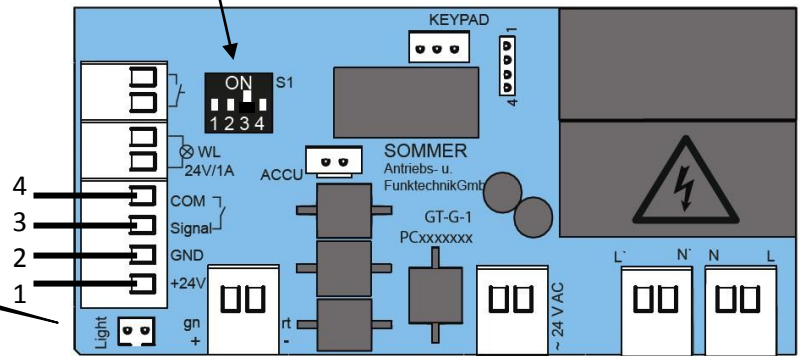 KEYPAD
1
4
ON
S1
1 2 3 4
WL
24V/1A
ACCU
SOMMER
Antriebs- u.
FunktechnikGmb
GT-G-1
PCxxxxxxx
4
COM
3
Signal
2
GND
1
+24V
Light
gn
+
rt
-
~ 24 V AC
L'
N'
N
L